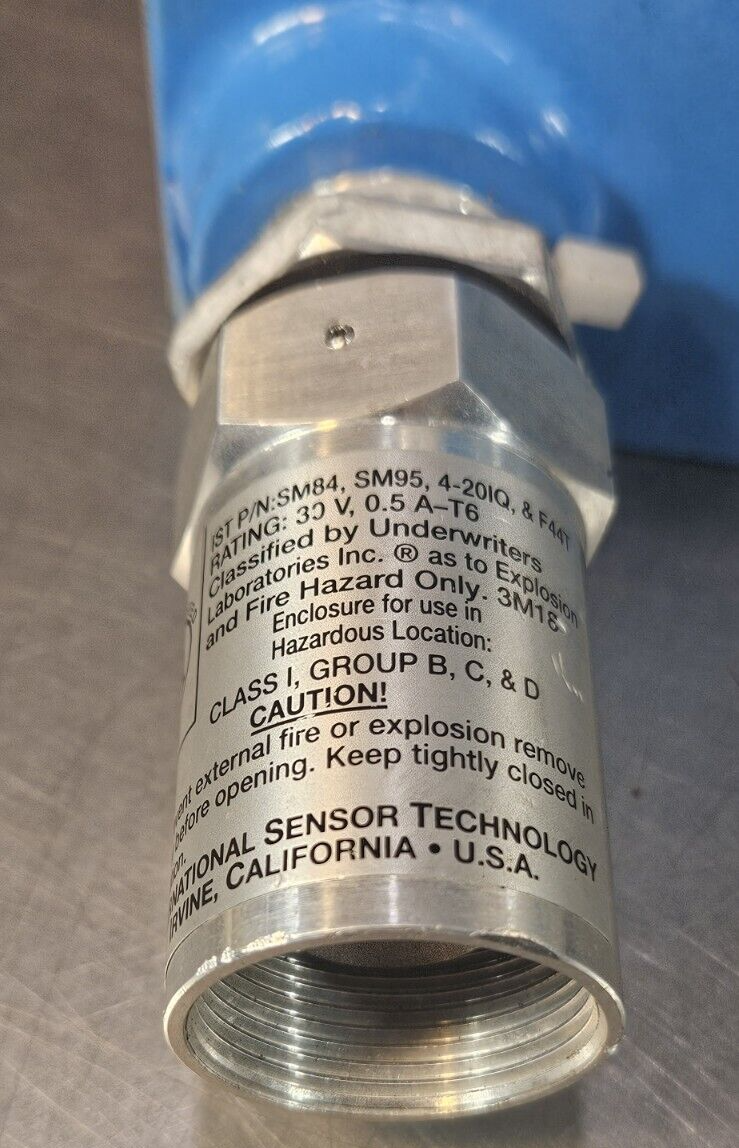 IST P/N:SM84, SM95, 4-20IQ, & F44T
RATING: 30 V, 0.5 A–T6
Classified by Underwriters
Laboratories Inc. ® as to Explosion
and Fire Hazard Only. 3M18
Enclosure for use in
Hazardous Location:
CLASS I, GROUP B, C, & D
CAUTION!
ent external fire or explosion remove
before opening. Keep tightly closed in
ion.
NATIONAL SENSOR TECHNOLOGY
IRVINE, CALIFORNIA • U.S.A.